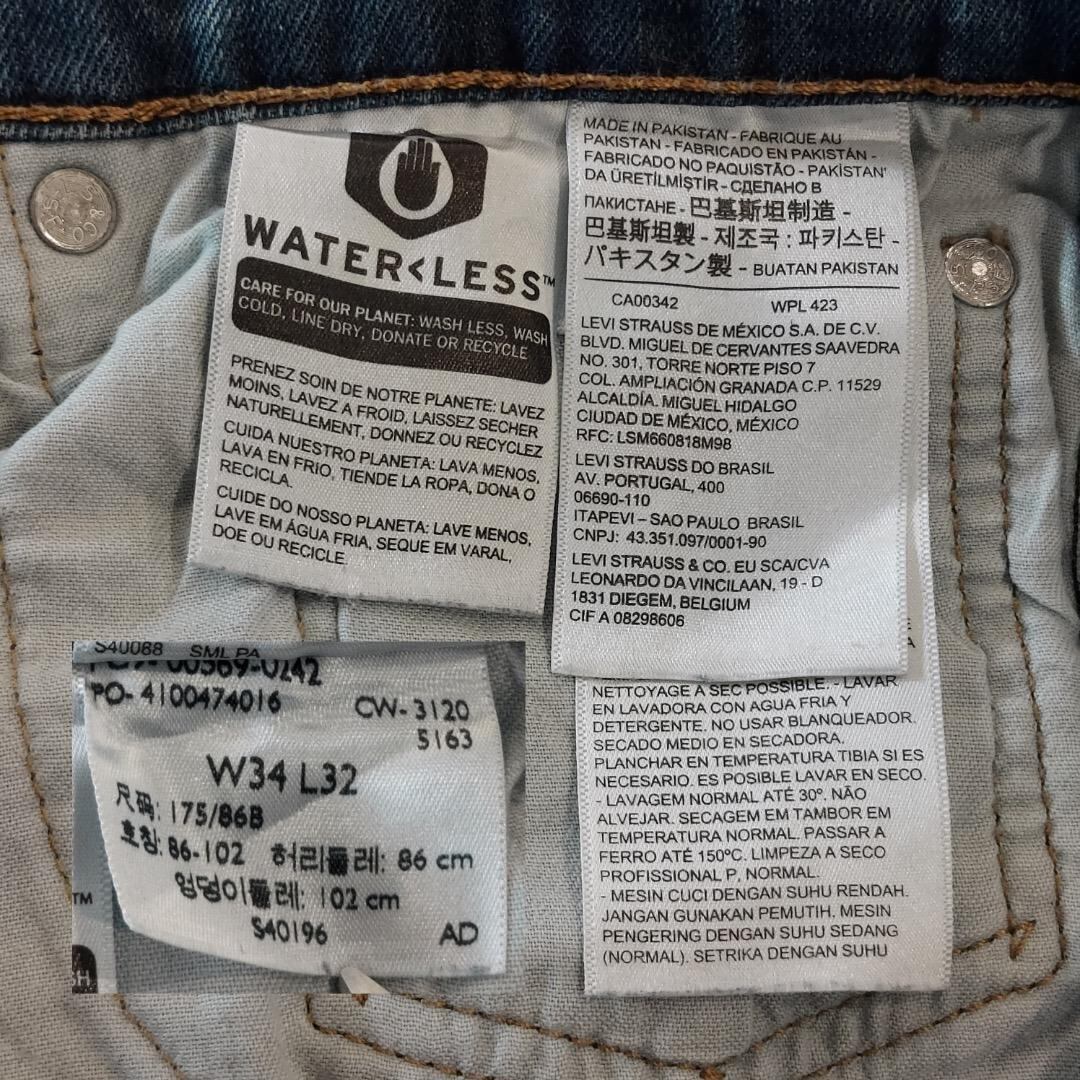 WATER<LESS™
CARE FOR OUR PLANET: WASH LESS, WASH
COLD, LINE DRY, DONATE OR RECYCLE
PRENEZ SOIN DE NOTRE PLANETE: LAVEZ
MOINS, LAVEZ A FROID, LAISSEZ SECHER
NATURELLEMENT, DONNEZ OU RECYCLEZ
CUIDA NUESTRO PLANETA: LAVA MENOS,
LAVA EN FRIO, TIENDE LA ROPA, DONA O
RECICLA.
CUIDE DO NOSSO PLANETA: LAVE MENOS,
LAVE EM ÁGUA FRIA, SEQUE EM VARAL,
DOE OU RECICLE.
MADE IN PAKISTAN - FABRIQUE AU
PAKISTAN - FABRICADO EN PAKISTÁN -
FABRICADO NO PAQUISTÃO - PAKİSTAN'
DA ÜRETİLMİŞTİR - СДЕЛАНО В
ПАКИСТАНЕ - 巴基斯坦制造 -
巴基斯坦製 - 제조국 : 파키스탄 -
パキスタン製 - BUATAN PAKISTAN
CA00342 WPL 423
LEVI STRAUSS DE MÉXICO S.A. DE C.V.
BLVD. MIGUEL DE CERVANTES SAAVEDRA
NO. 301, TORRE NORTE PISO 7
COL. AMPLIACIÓN GRANADA C.P. 11529
ALCALDÍA. MIGUEL HIDALGO
CIUDAD DE MÉXICO, MÉXICO
RFC: LSM660818M98
LEVI STRAUSS DO BRASIL
AV. PORTUGAL, 400
06690-110
ITAPEVI – SAO PAULO BRASIL
CNPJ: 43.351.097/0001-90
LEVI STRAUSS & CO. EU SCA/CVA
LEONARDO DA VINCILAAN, 19 - D
1831 DIEGEM, BELGIUM
CIF A 08298606
A
NETTOYAGE A SEC POSSIBLE. - LAVAR
EN LAVADORA CON AGUA FRIA Y
DETERGENTE. NO USAR BLANQUEADOR.
SECADO MEDIO EN SECADORA.
PLANCHAR EN TEMPERATURA TIBIA SI ES
NECESARIO. ES POSIBLE LAVAR EN SECO.
- LAVAGEM NORMAL ATÉ 30º. NÃO
ALVEJAR. SECAGEM EM TAMBOR EM
TEMPERATURA NORMAL. PASSAR A
FERRO ATÉ 150ºC. LIMPEZA A SECO
PROFISSIONAL P, NORMAL.
- MESIN CUCI DENGAN SUHU RENDAH.
JANGAN GUNAKAN PEMUTIH. MESIN
PENGERING DENGAN SUHU SEDANG
(NORMAL). SETRIKA DENGAN SUHU
S40088 SML PA
00569-0242
PO- 4100474016 CW- 3120
5163
W34 L32
尺码: 175/86B
호칭: 86-102 허리둘레: 86 cm
엉덩이둘레: 102 cm
S40196 AD
TM
SH